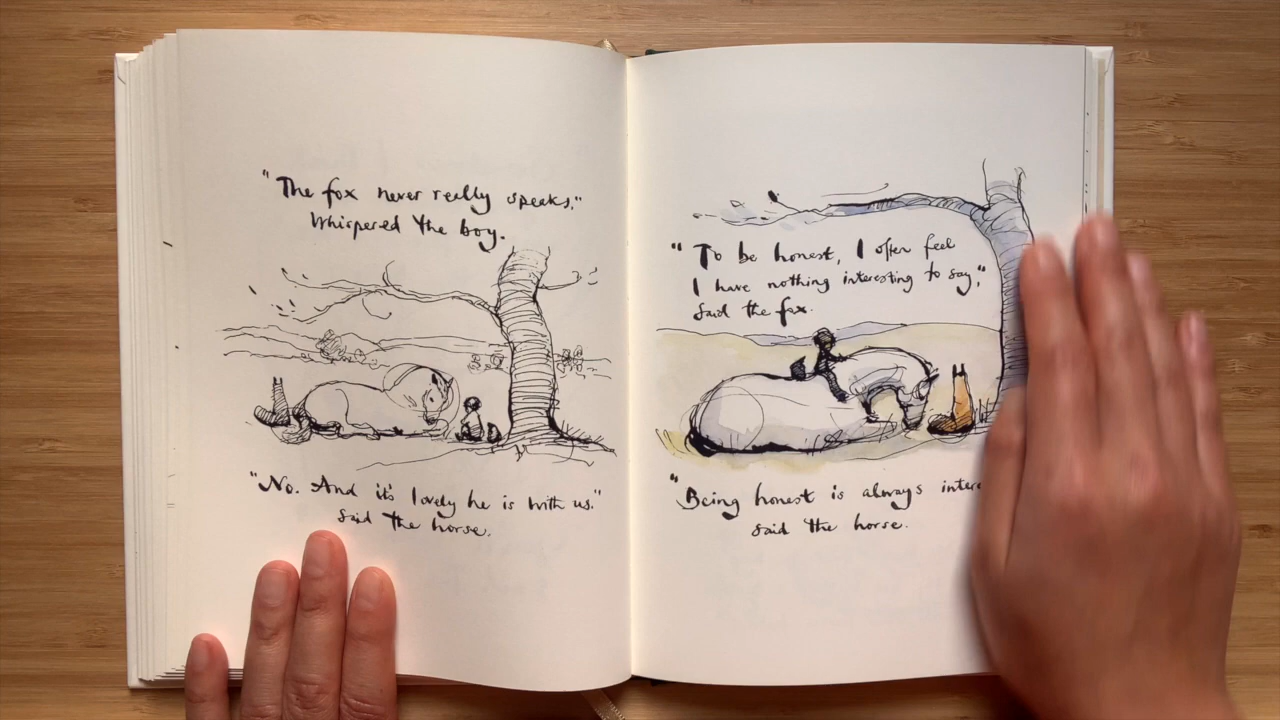 "The fox never really speaks."
Whispered the boy.
"No. And it's lovely he is with us."
Said the horse.
"To be honest, I often feel
I have nothing interesting to say,"
Said the fox.
"Being honest is always
Said the horse.